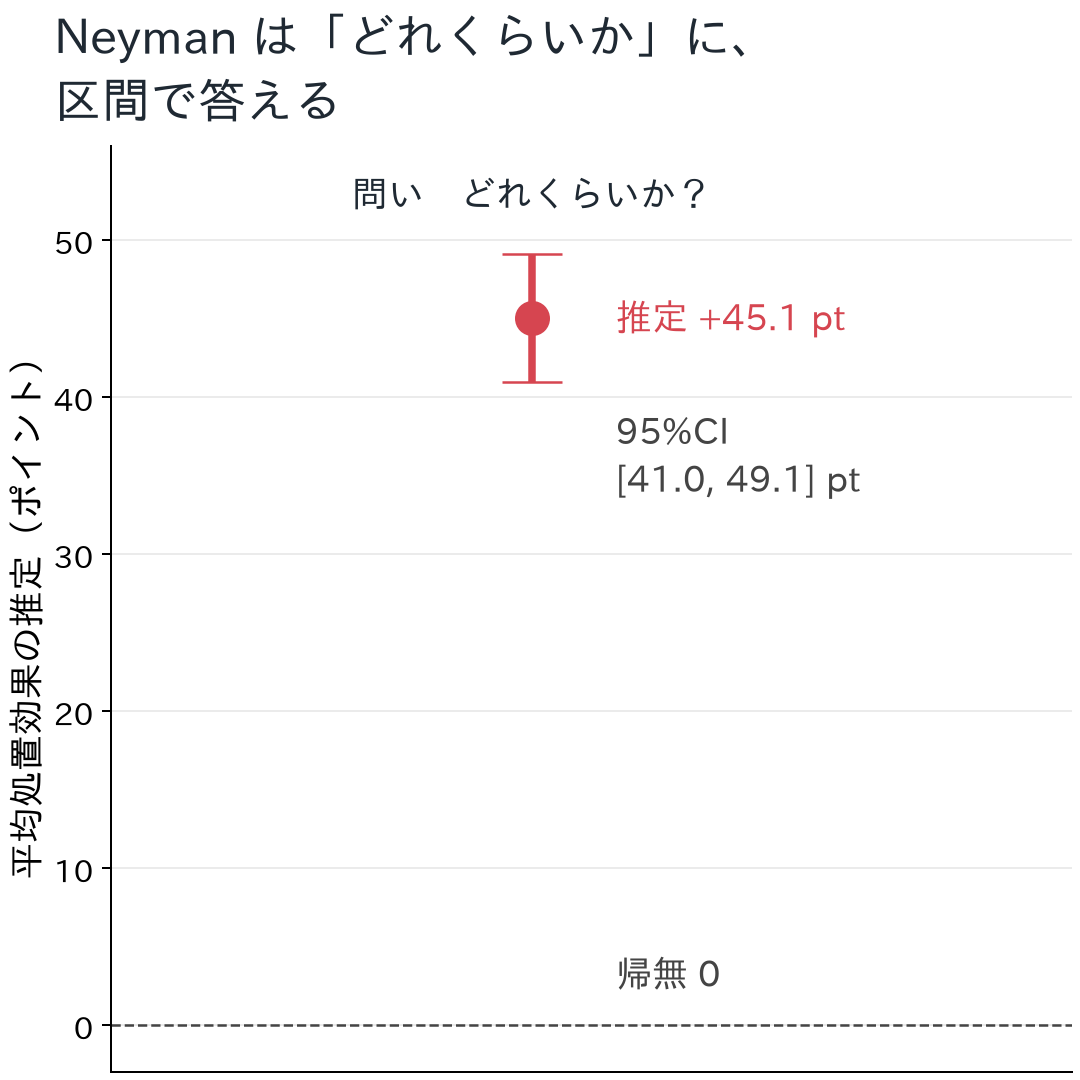 Neyman は「どれくらいか」に、
区間で答える
問い　どれくらいか？
50
推定 +45.1 pt
40
95%CI
[41.0, 49.1] pt
30
20
10
帰無 0
0
平均処置効果の推定（ポイント）